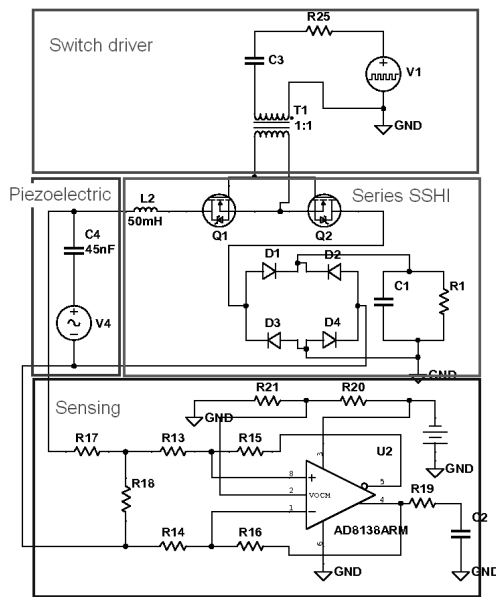 Switch driver
R25
C3
V1
T1
1:1
GND
Piezoelectric
L2
50mH
Series SSHI
C4
45nF
Q1
Q2
V4
D1
D2
C1
R1
D3
D4
GND
Sensing
R21
R20
GND
R17
R13
R15
U2
GND
R18
3
8
5
2
VOCM
R19
4
1
C2
R14
R16
6
AD8138ARM
GND
GND